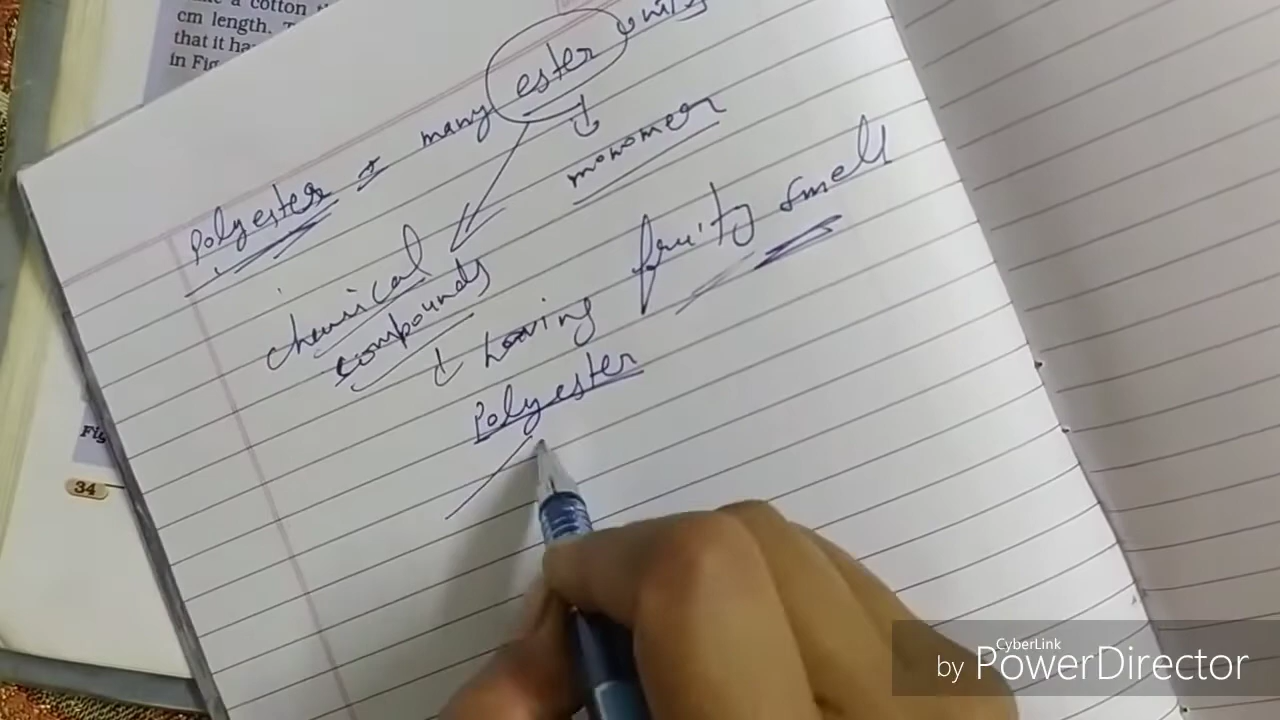 a cotton
cm length.
that it ha
in Fig
Polyester → many ester units
monomer
chemical
compounds
↓ having fruity smell
Polyester
Fig
34
CyberLink
by PowerDirector